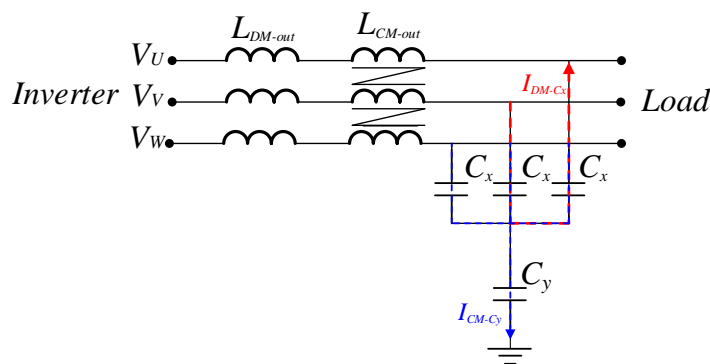 L_DM-out L_CM-out
V_U
I_DM-Cx
Inverter V_V Load
V_W
C_x C_x C_x
C_y
I_CM-Cy